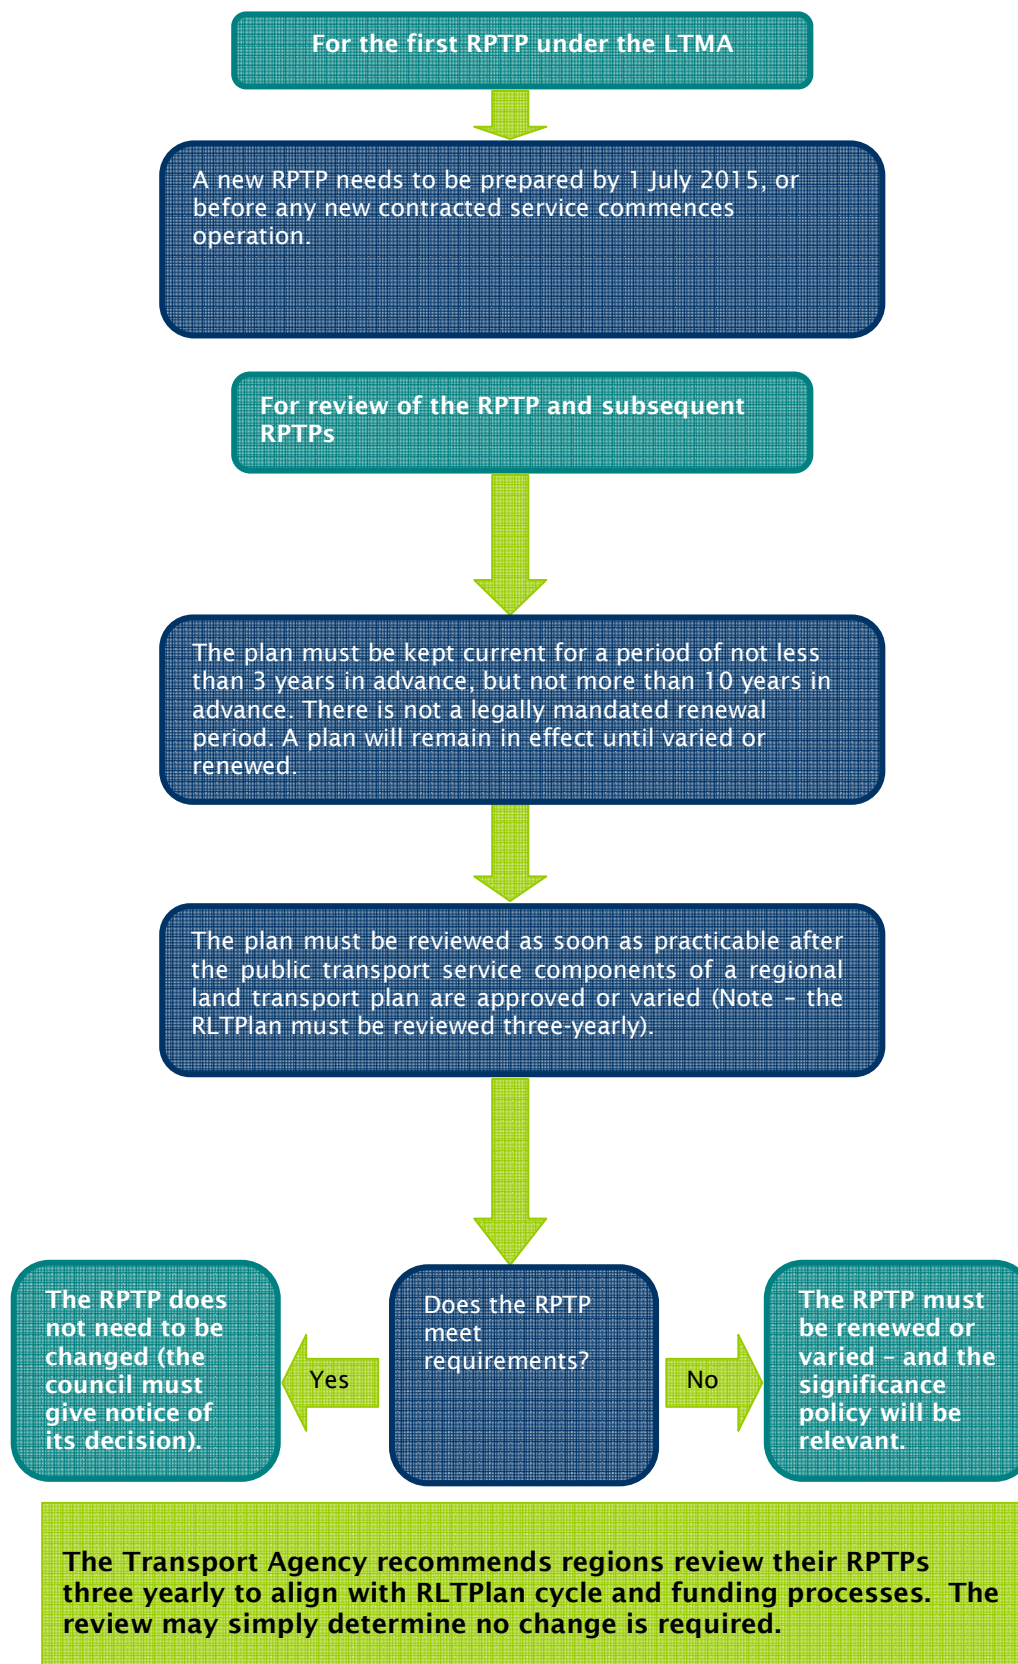 For the first RPTP under the LTMA
A new RPTP needs to be prepared by 1 July 2015, or
before any new contracted service commences
operation.
For review of the RPTP and subsequent
RPTPs
The plan must be kept current for a period of not less
than 3 years in advance, but not more than 10 years in
advance. There is not a legally mandated renewal
period. A plan will remain in effect until varied or
renewed.
The plan must be reviewed as soon as practicable after
the public transport service components of a regional
land transport plan are approved or varied (Note – the
RLTPlan must be reviewed three-yearly).
Does the RPTP
meet
requirements?
Yes
The RPTP does
not need to be
changed (the
council must
give notice of
its decision).
No
The RPTP must
be renewed or
varied – and the
significance
policy will be
relevant.
The Transport Agency recommends regions review their RPTPs
three yearly to align with RLTPlan cycle and funding processes.  The
review may simply determine no change is required.